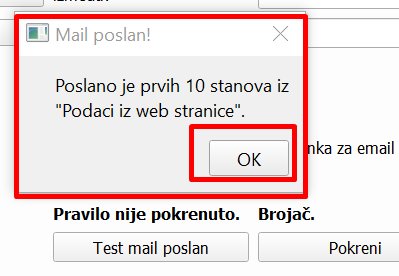 Mail poslan!
Poslano je prvih 10 stanova iz
"Podaci iz web stranice".
OK
nka za email
Pravilo nije pokrenuto. Brojač.
Test mail poslan Pokreni